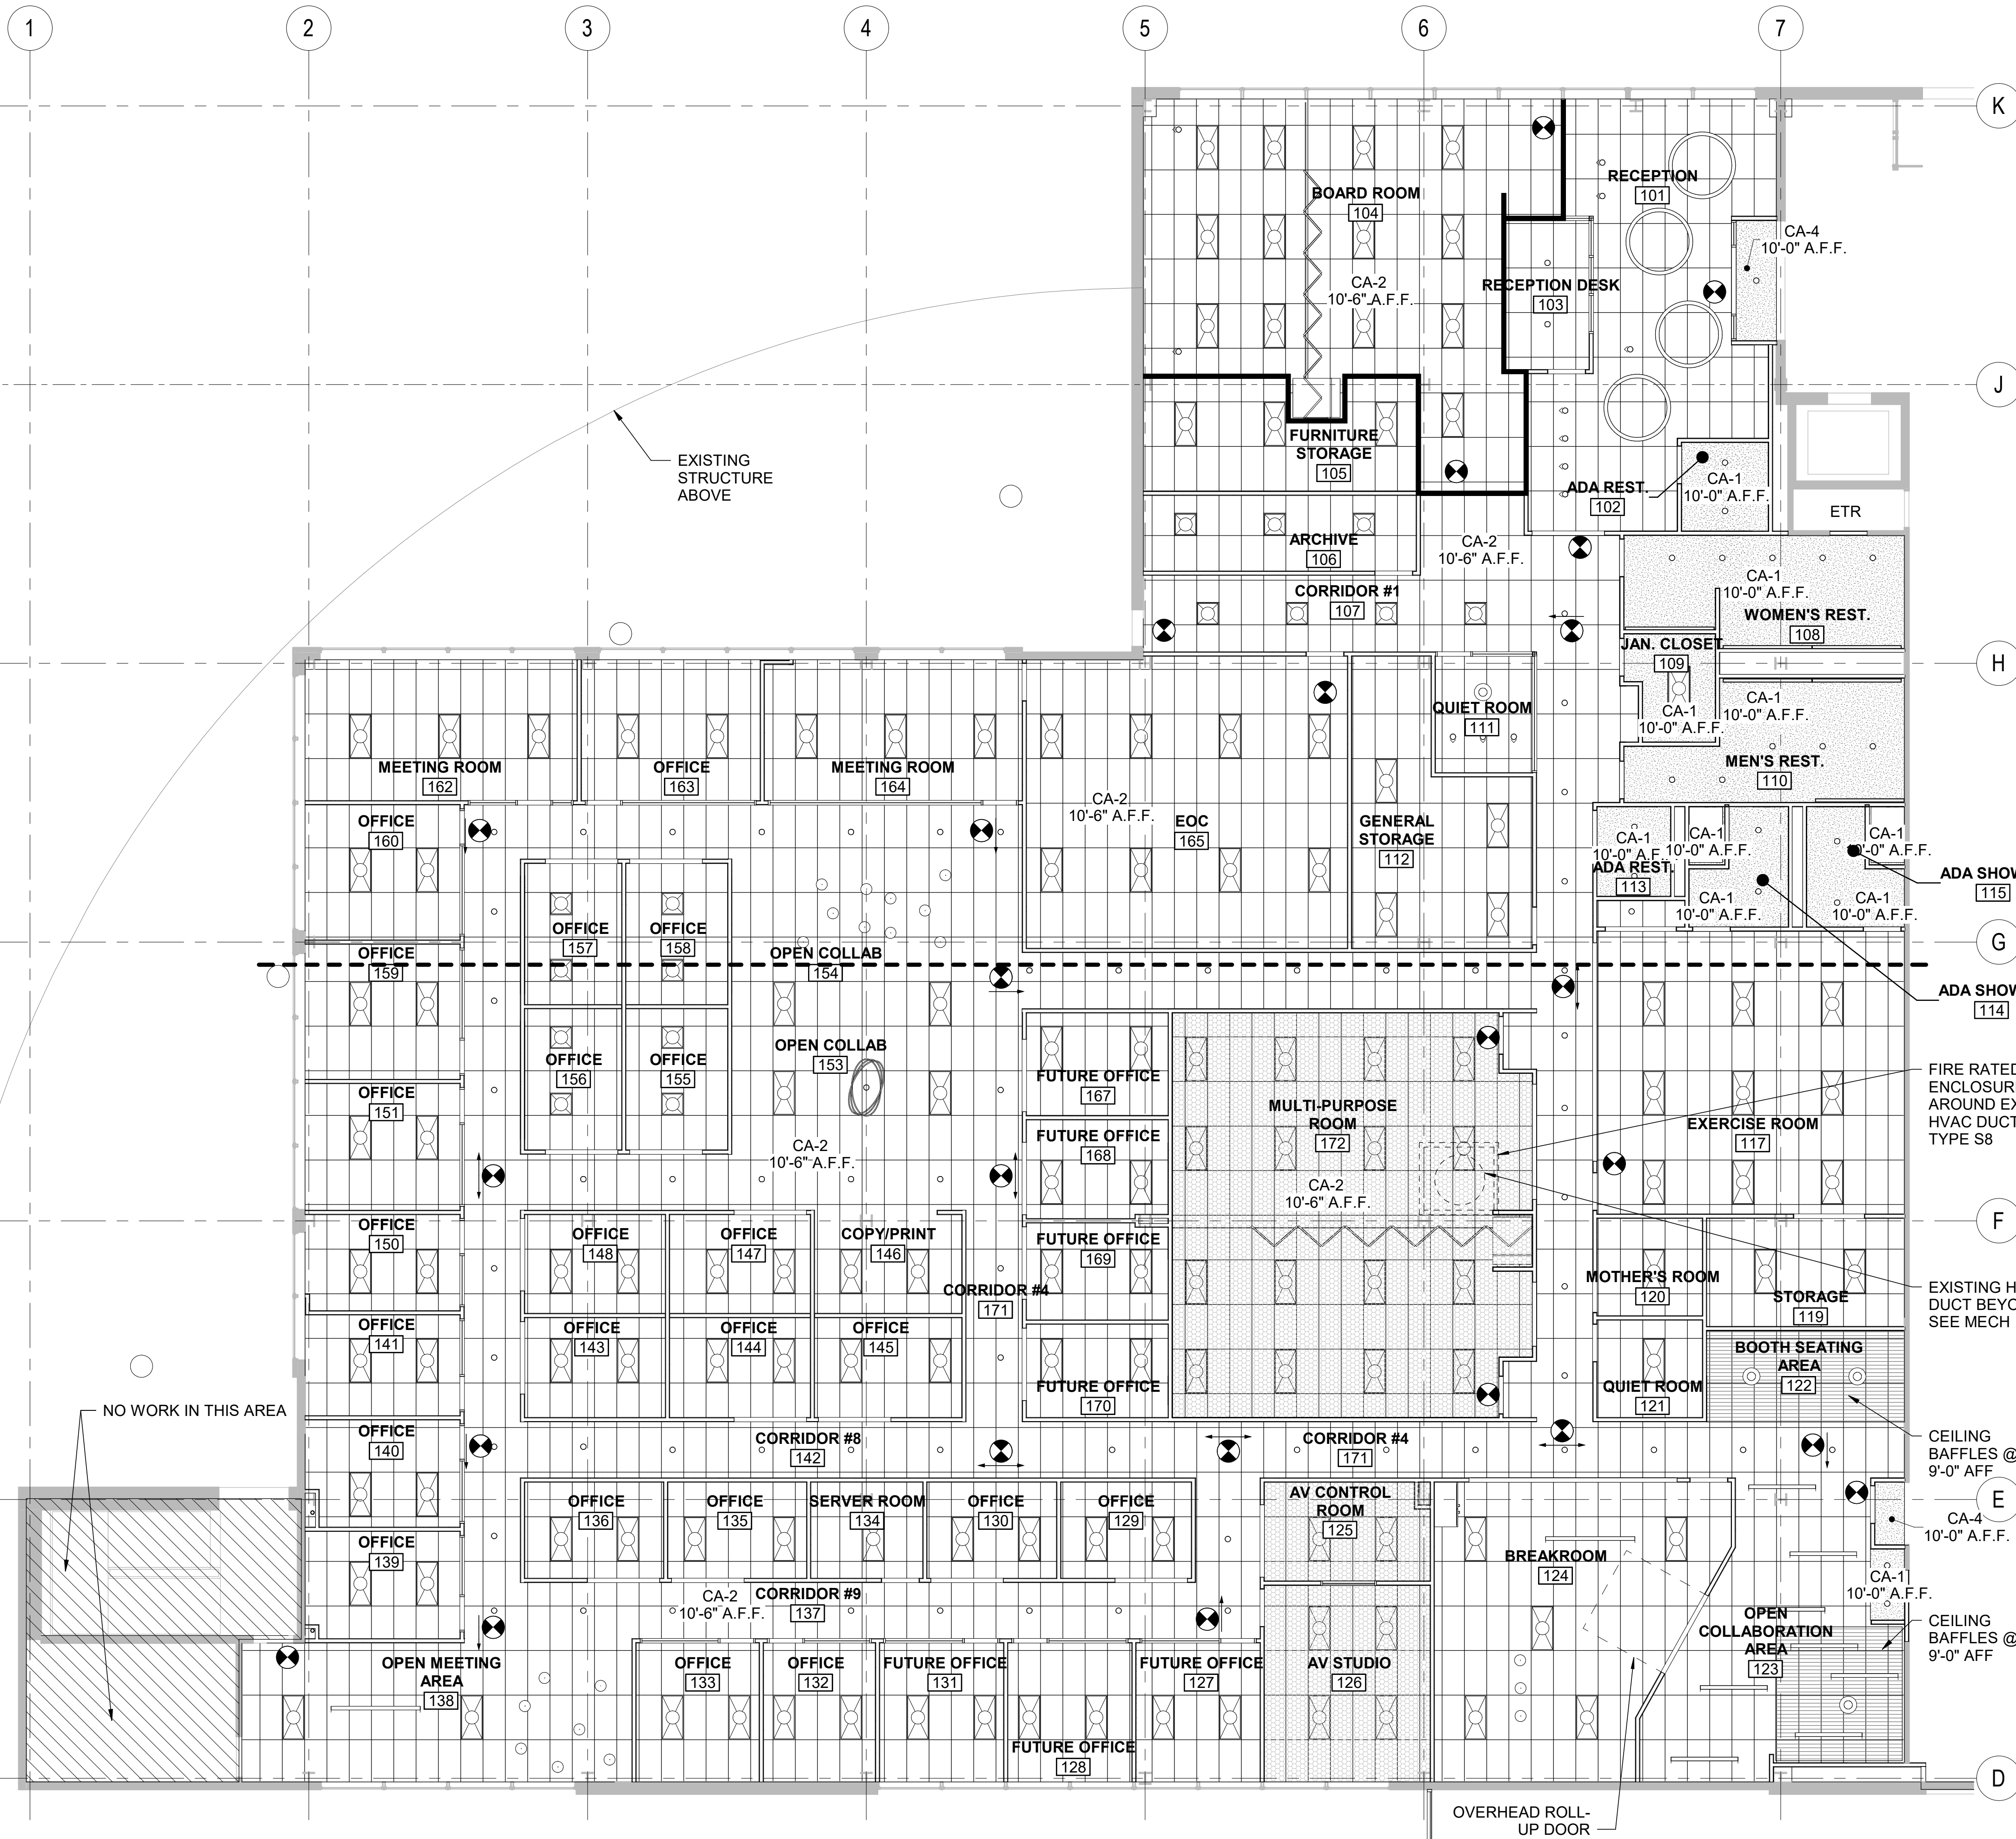 1
2
3
4
5
6
7
K
J
H
G
F
E
D
RECEPTION
101
BOARD ROOM
104
CA-4
10'-0" A.F.F.
CA-2
10'-6" A.F.F.
RECEPTION DESK
103
EXISTING
STRUCTURE
ABOVE
FURNITURE
STORAGE
105
ADA REST.
102
CA-1
10'-0" A.F.F.
ETR
ARCHIVE
106
CA-2
10'-6" A.F.F.
CORRIDOR #1
107
CA-1
10'-0" A.F.F.
WOMEN'S REST.
108
JAN. CLOSET
109
CA-1
10'-0" A.F.F.
CA-1
10'-0" A.F.F.
QUIET ROOM
111
MEN'S REST.
110
MEETING ROOM
162
OFFICE
163
MEETING ROOM
164
OFFICE
160
CA-2
10'-6" A.F.F.
EOC
165
GENERAL
STORAGE
112
CA-1
10'-0" A.F.F.
ADA REST.
113
CA-1
10'-0" A.F.F.
CA-1
10'-0" A.F.F.
CA-1
10'-0" A.F.F.
CA-1
10'-0" A.F.F.
ADA SHOW
115
ADA SHOW
114
OFFICE
157
OFFICE
158
OFFICE
159
OPEN COLLAB
154
OPEN COLLAB
153
OFFICE
156
OFFICE
155
OFFICE
151
FUTURE OFFICE
167
FUTURE OFFICE
168
MULTI-PURPOSE
ROOM
172
CA-2
10'-6" A.F.F.
CA-2
10'-6" A.F.F.
EXERCISE ROOM
117
FIRE RATED
ENCLOSUR
AROUND EX
HVAC DUCT
TYPE S8
OFFICE
150
OFFICE
148
OFFICE
147
COPY/PRINT
146
FUTURE OFFICE
169
CORRIDOR #4
171
MOTHER'S ROOM
120
STORAGE
119
EXISTING H
DUCT BEYO
SEE MECH
OFFICE
141
OFFICE
143
OFFICE
144
OFFICE
145
FUTURE OFFICE
170
QUIET ROOM
121
BOOTH SEATING
AREA
122
NO WORK IN THIS AREA
OFFICE
140
CORRIDOR #8
142
CORRIDOR #4
171
CEILING
BAFFLES @
9'-0" AFF
OFFICE
136
OFFICE
135
SERVER ROOM
134
OFFICE
130
OFFICE
129
AV CONTROL
ROOM
125
CA-4
10'-0" A.F.F.
OFFICE
139
BREAKROOM
124
CA-2
10'-6" A.F.F.
CORRIDOR #9
137
CA-1
10'-0" A.F.F.
OPEN
COLLABORATION
AREA
123
CEILING
BAFFLES @
9'-0" AFF
OPEN MEETING
AREA
138
OFFICE
133
OFFICE
132
FUTURE OFFICE
131
FUTURE OFFICE
128
FUTURE OFFICE
127
AV STUDIO
126
OVERHEAD ROLL-
UP DOOR